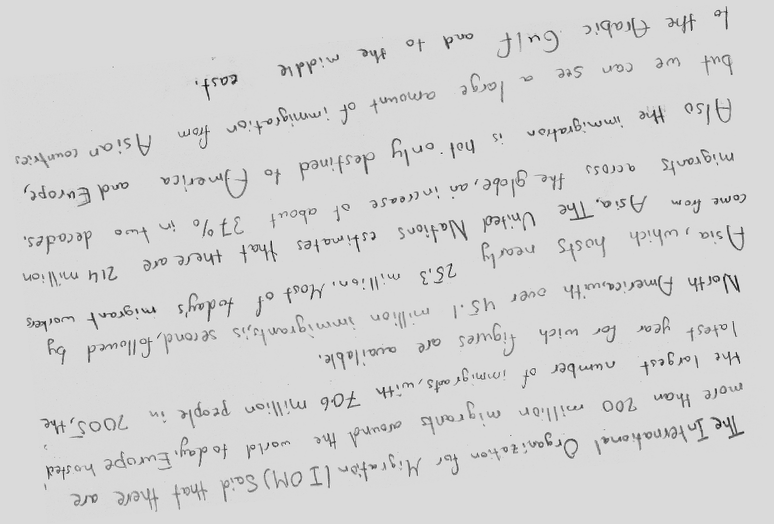 The International Organization for Migration (IOM) Said that there are
more than 200 million migrants around the world today. Europe hosted
the largest number of immigrants, with 70.6 million people in 2005, the
latest year for wich figures are available.
North America, with over 45.1 million immigrants, is, second, followed by
Asia, which hosts nearly 25.3 million. Most of today's migrant workers
come from Asia. The United Nations estimates that there are 214 million
migrants across the globe, an increase of about 37% in two decades.
Also the immigration is not only destined to America and Europe,
but we can see a large amount of immigration from Asian countries
to the Arabic Gulf and to the middle east.